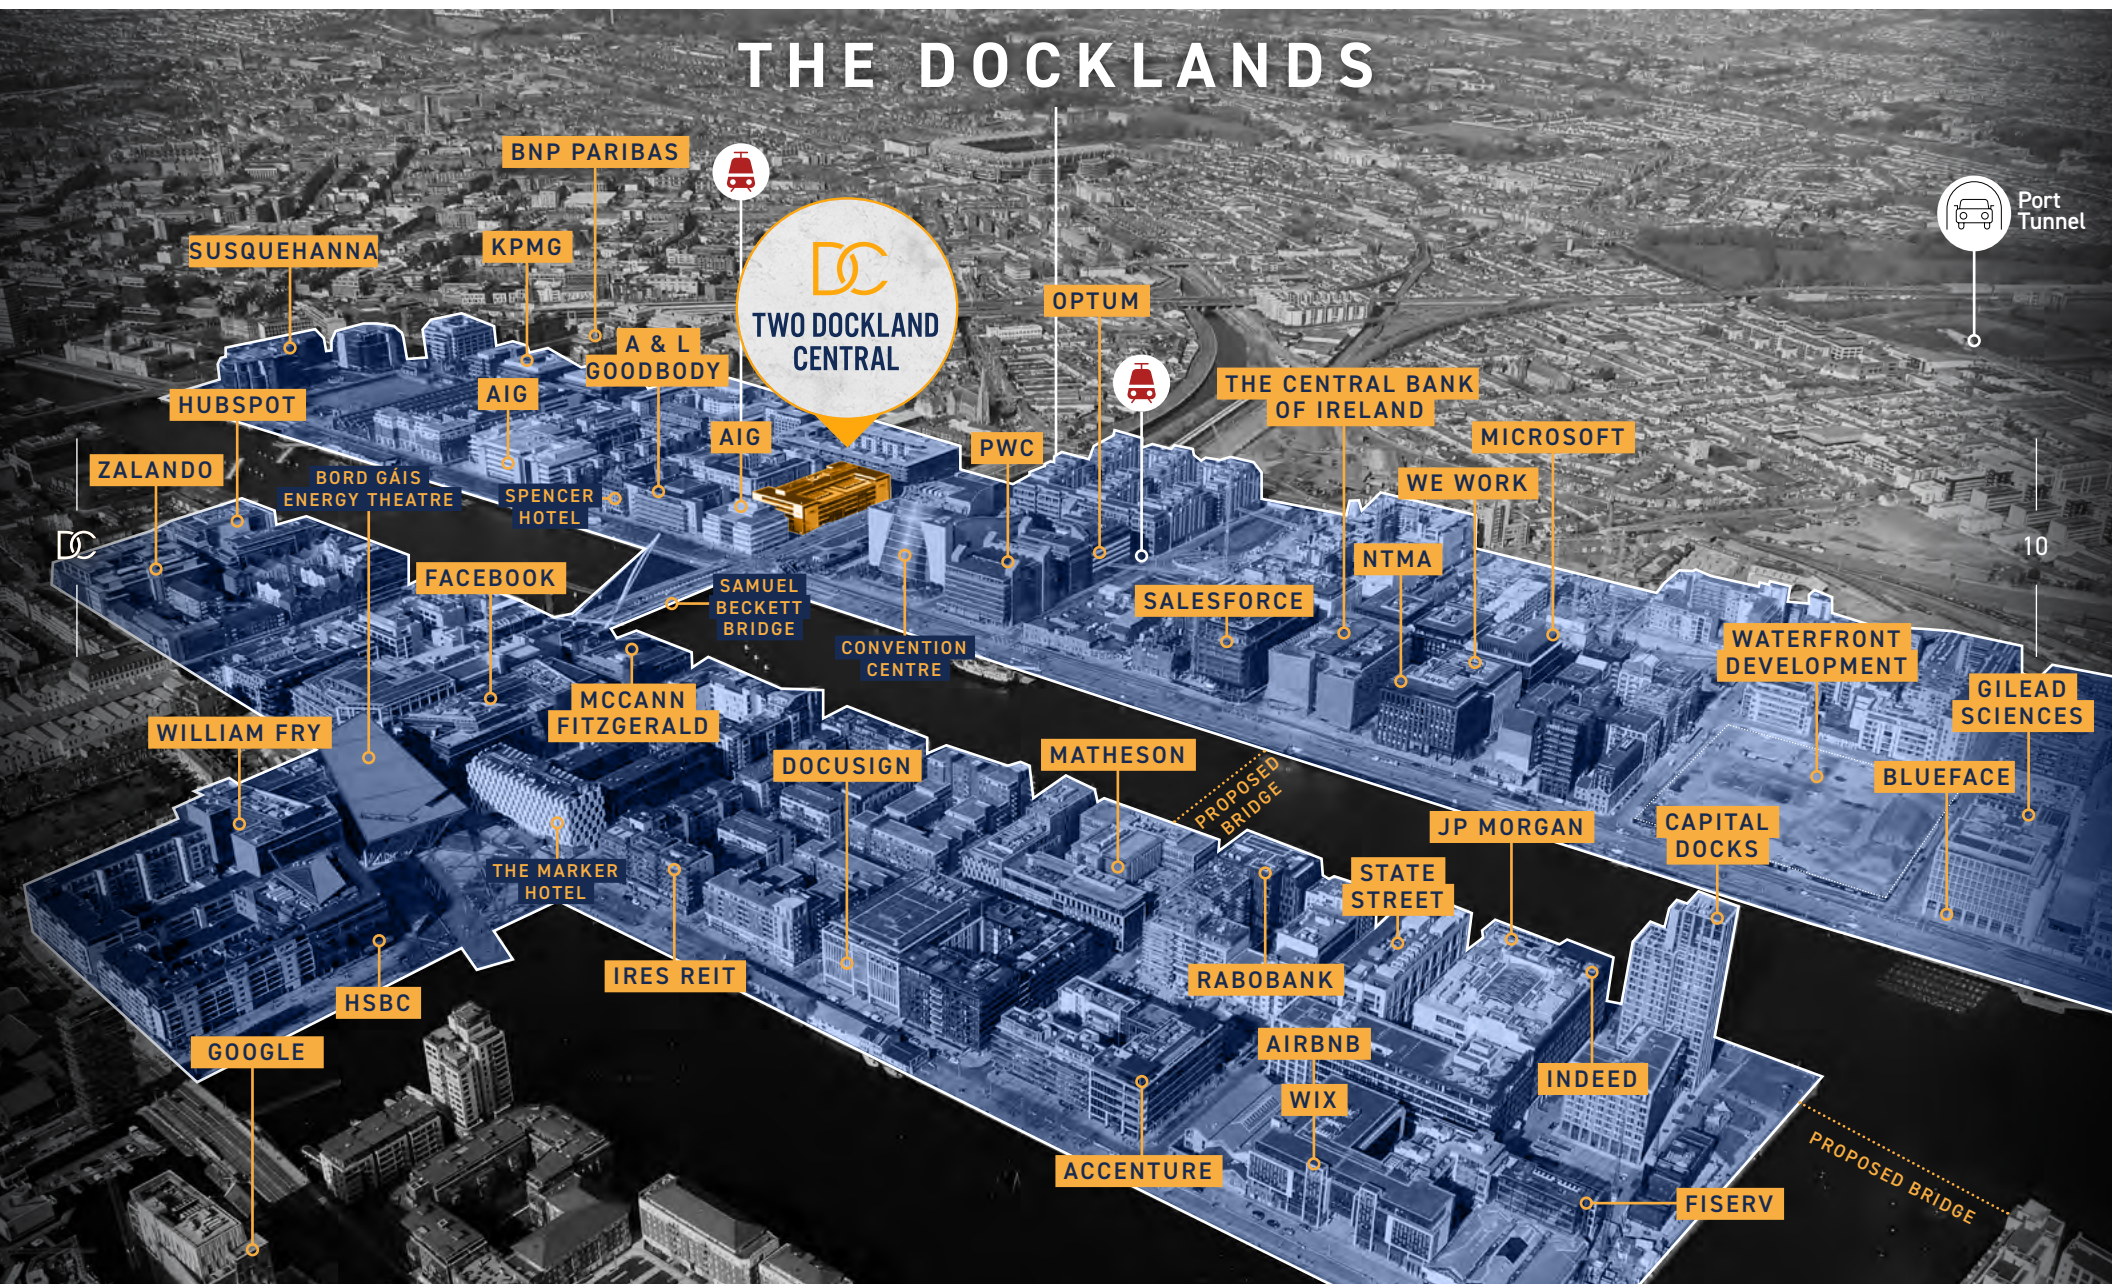 THE DOCKLANDS
BNP PARIBAS
Port
Tunnel
SUSQUEHANNA
KPMG
DC
TWO DOCKLAND
CENTRAL
OPTUM
A & L
GOODBODY
THE CENTRAL BANK
OF IRELAND
HUBSPOT
AIG
AIG
PWC
MICROSOFT
ZALANDO
BORD GÁIS
ENERGY THEATRE
SPENCER
HOTEL
WE WORK
DC
10
NTMA
FACEBOOK
SAMUEL
BECKETT
BRIDGE
SALESFORCE
CONVENTION
CENTRE
WATERFRONT
DEVELOPMENT
MCCANN
FITZGERALD
GILEAD
SCIENCES
WILLIAM FRY
DOCUSIGN
MATHESON
PROPOSED
BRIDGE
BLUEFACE
JP MORGAN
CAPITAL
DOCKS
THE MARKER
HOTEL
STATE
STREET
IRES REIT
RABOBANK
HSBC
GOOGLE
AIRBNB
INDEED
WIX
PROPOSED BRIDGE
ACCENTURE
FISERV